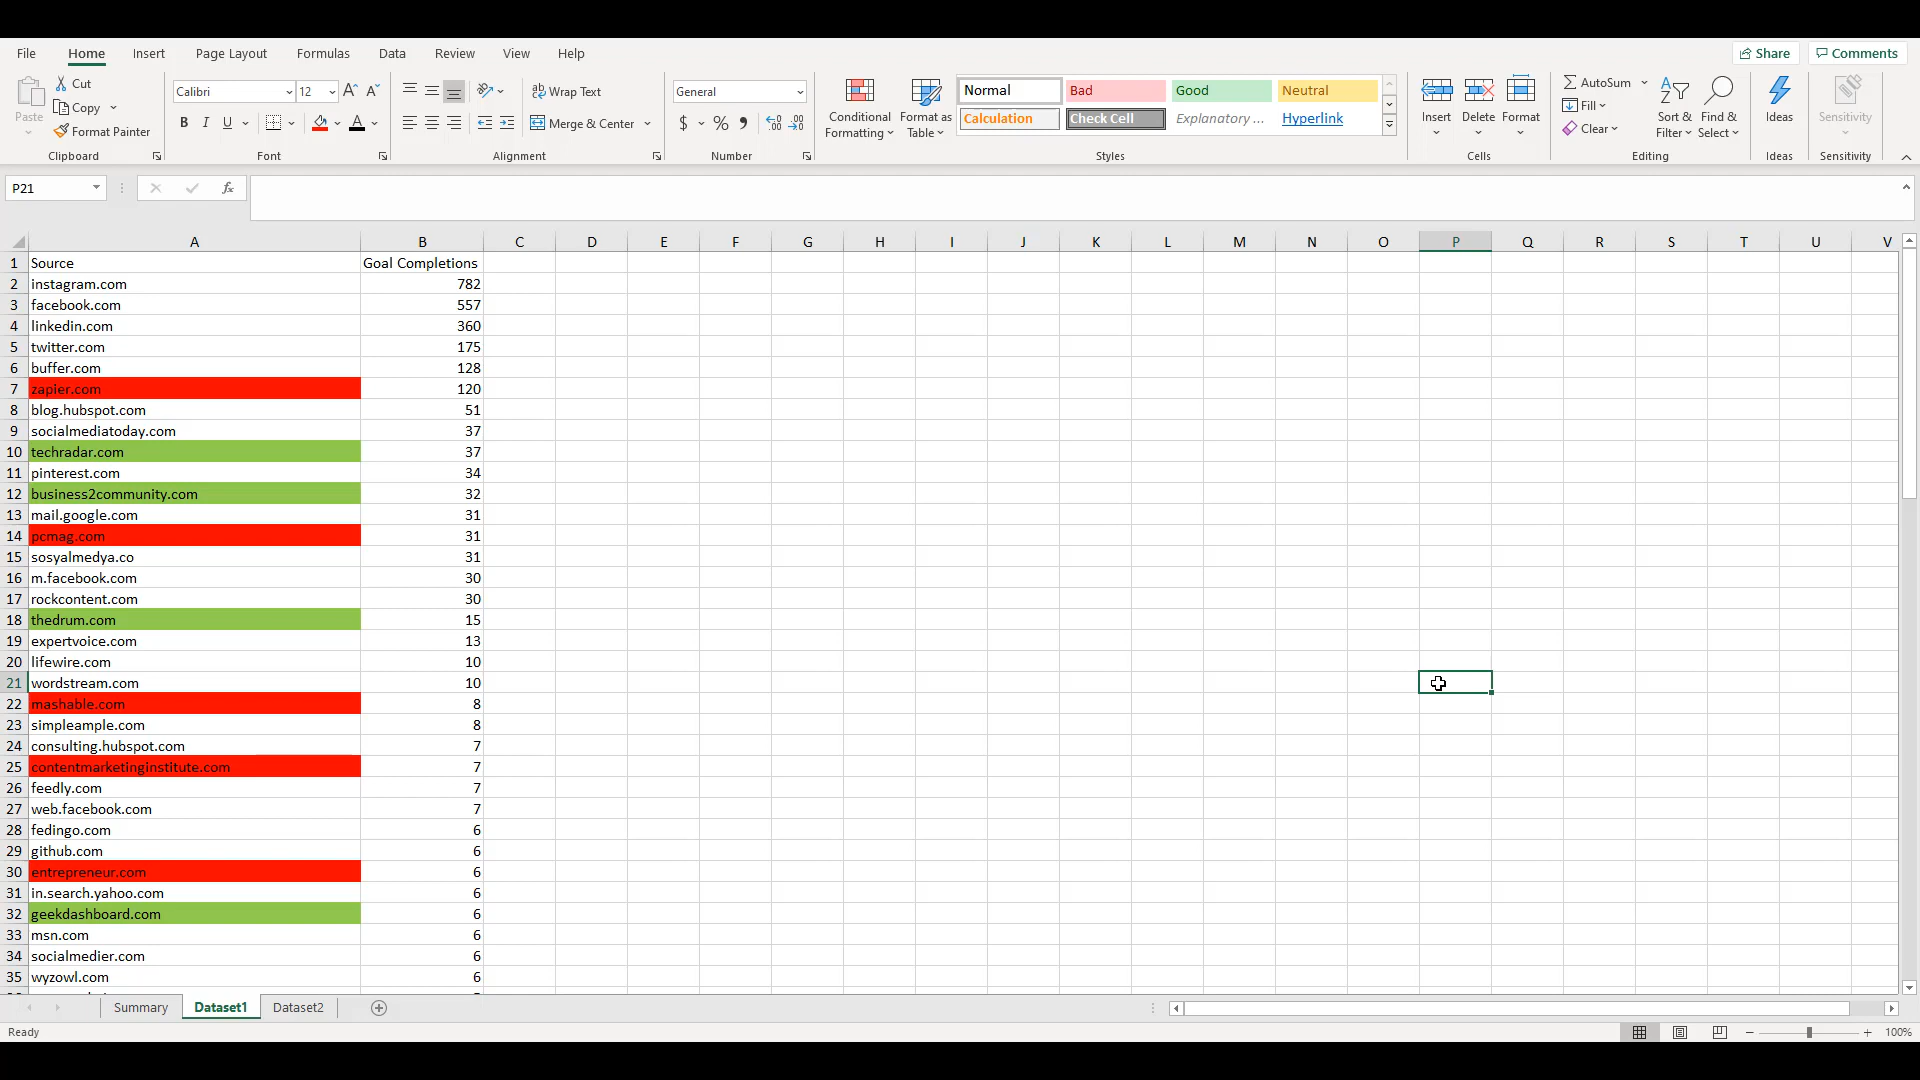 File Home Insert Page Layout Formulas Data Review View Help Share Comments
Paste Cut Copy Format Painter Clipboard
Calibri 12 A A B I U A Font
Wrap Text Merge & Center Alignment
General $ % , Number
Conditional Formatting Format as Table
Normal Bad Good Neutral
Calculation Check Cell Explanatory ... Hyperlink
Styles
Insert Delete Format Cells
AutoSum Fill Clear Sort & Filter Find & Select Editing
Ideas Ideas
Sensitivity Sensitivity
P21 fx
A B C D E F G H I J K L M N O P Q R S T U V
1 Source Goal Completions
2 instagram.com 782
3 facebook.com 557
4 linkedin.com 360
5 twitter.com 175
6 buffer.com 128
7 zapier.com 120
8 blog.hubspot.com 51
9 socialmediatoday.com 37
10 techradar.com 37
11 pinterest.com 34
12 business2community.com 32
13 mail.google.com 31
14 pcmag.com 31
15 sosyalmedya.co 31
16 m.facebook.com 30
17 rockcontent.com 30
18 thedrum.com 15
19 expertvoice.com 13
20 lifewire.com 10
21 wordstream.com 10
22 mashable.com 8
23 simpleample.com 8
24 consulting.hubspot.com 7
25 contentmarketinginstitute.com 7
26 feedly.com 7
27 web.facebook.com 7
28 fedingo.com 6
29 github.com 6
30 entrepreneur.com 6
31 in.search.yahoo.com 6
32 geekdashboard.com 6
33 msn.com 6
34 socialmedier.com 6
35 wyzowl.com 6
Summary Dataset1 Dataset2
Ready 100%